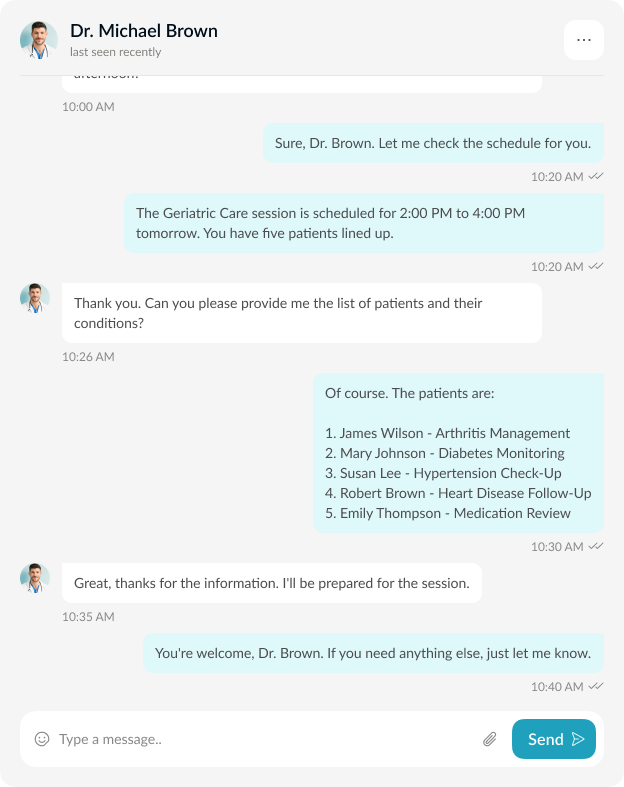 Dr. Michael Brown
last seen recently
...
afternoon?
10:00 AM
Sure, Dr. Brown. Let me check the schedule for you.
10:20 AM
The Geriatric Care session is scheduled for 2:00 PM to 4:00 PM
tomorrow. You have five patients lined up.
10:20 AM
Thank you. Can you please provide me the list of patients and their
conditions?
10:26 AM
Of course. The patients are:
1. James Wilson - Arthritis Management
2. Mary Johnson - Diabetes Monitoring
3. Susan Lee - Hypertension Check-Up
4. Robert Brown - Heart Disease Follow-Up
5. Emily Thompson - Medication Review
10:30 AM
Great, thanks for the information. I'll be prepared for the session.
10:35 AM
You're welcome, Dr. Brown. If you need anything else, just let me know.
10:40 AM
Type a message..
Send